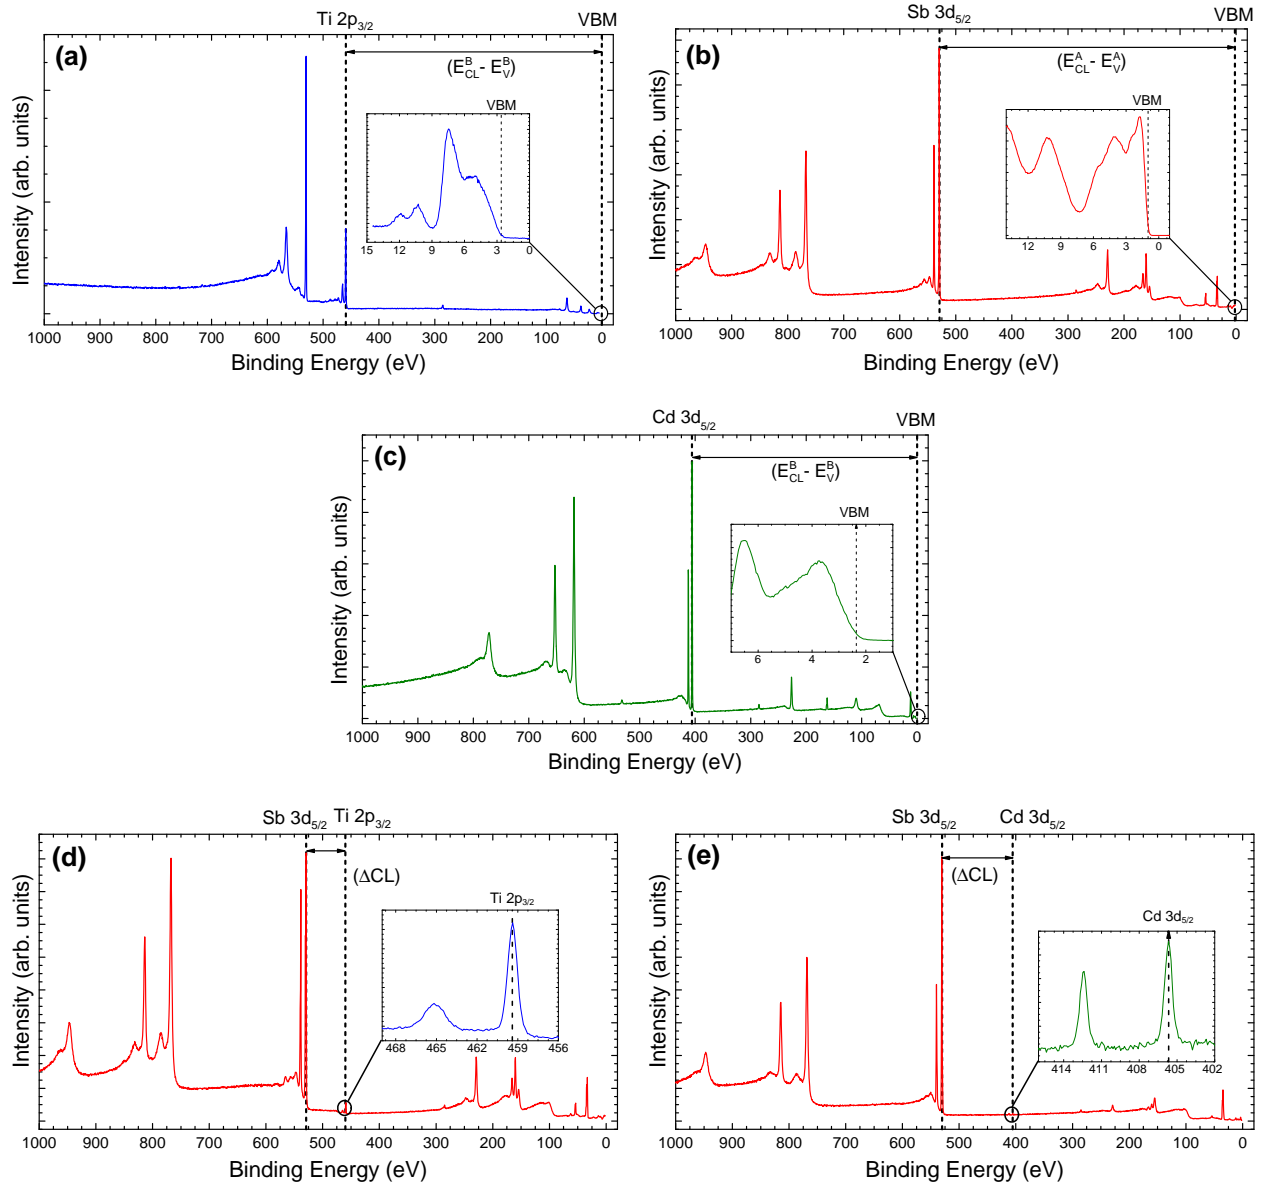 Ti 2p3/2 VBM
(a)
(E^B_CL - E^B_V)
VBM
15 12 9 6 3 0
1000 900 800 700 600 500 400 300 200 100 0
Binding Energy (eV)
Intensity (arb. units)
Sb 3d5/2 VBM
(b)
(E^A_CL - E^A_V)
VBM
12 9 6 3 0
1000 900 800 700 600 500 400 300 200 100 0
Binding Energy (eV)
Intensity (arb. units)
Cd 3d5/2 VBM
(c)
(E^B_CL - E^B_V)
VBM
6 4 2
1000 900 800 700 600 500 400 300 200 100 0
Binding Energy (eV)
Intensity (arb. units)
Sb 3d5/2 Ti 2p3/2
(d)
(ΔCL)
Ti 2p3/2
468 465 462 459 456
1000 900 800 700 600 500 400 300 200 100 0
Binding Energy (eV)
Intensity (arb. units)
Sb 3d5/2 Cd 3d5/2
(e)
(ΔCL)
Cd 3d5/2
414 411 408 405 402
1000 900 800 700 600 500 400 300 200 100 0
Binding Energy (eV)
Intensity (arb. units)